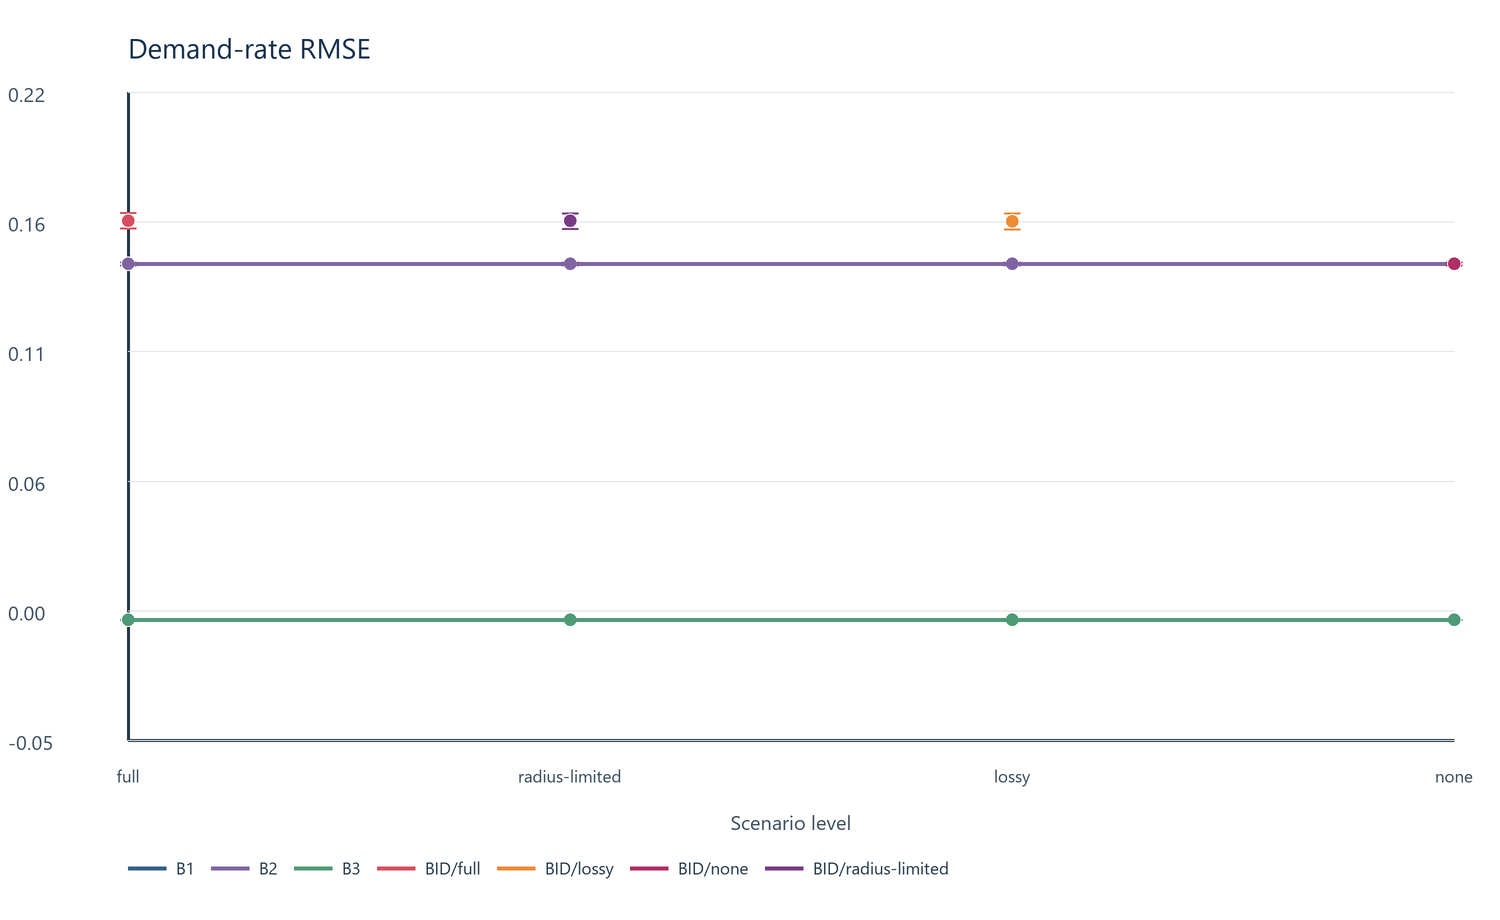 Demand-rate RMSE
0.22
0.16
0.11
0.06
0.00
-0.05
full radius-limited lossy none
Scenario level
B1 B2 B3 BID/full BID/lossy BID/none BID/radius-limited